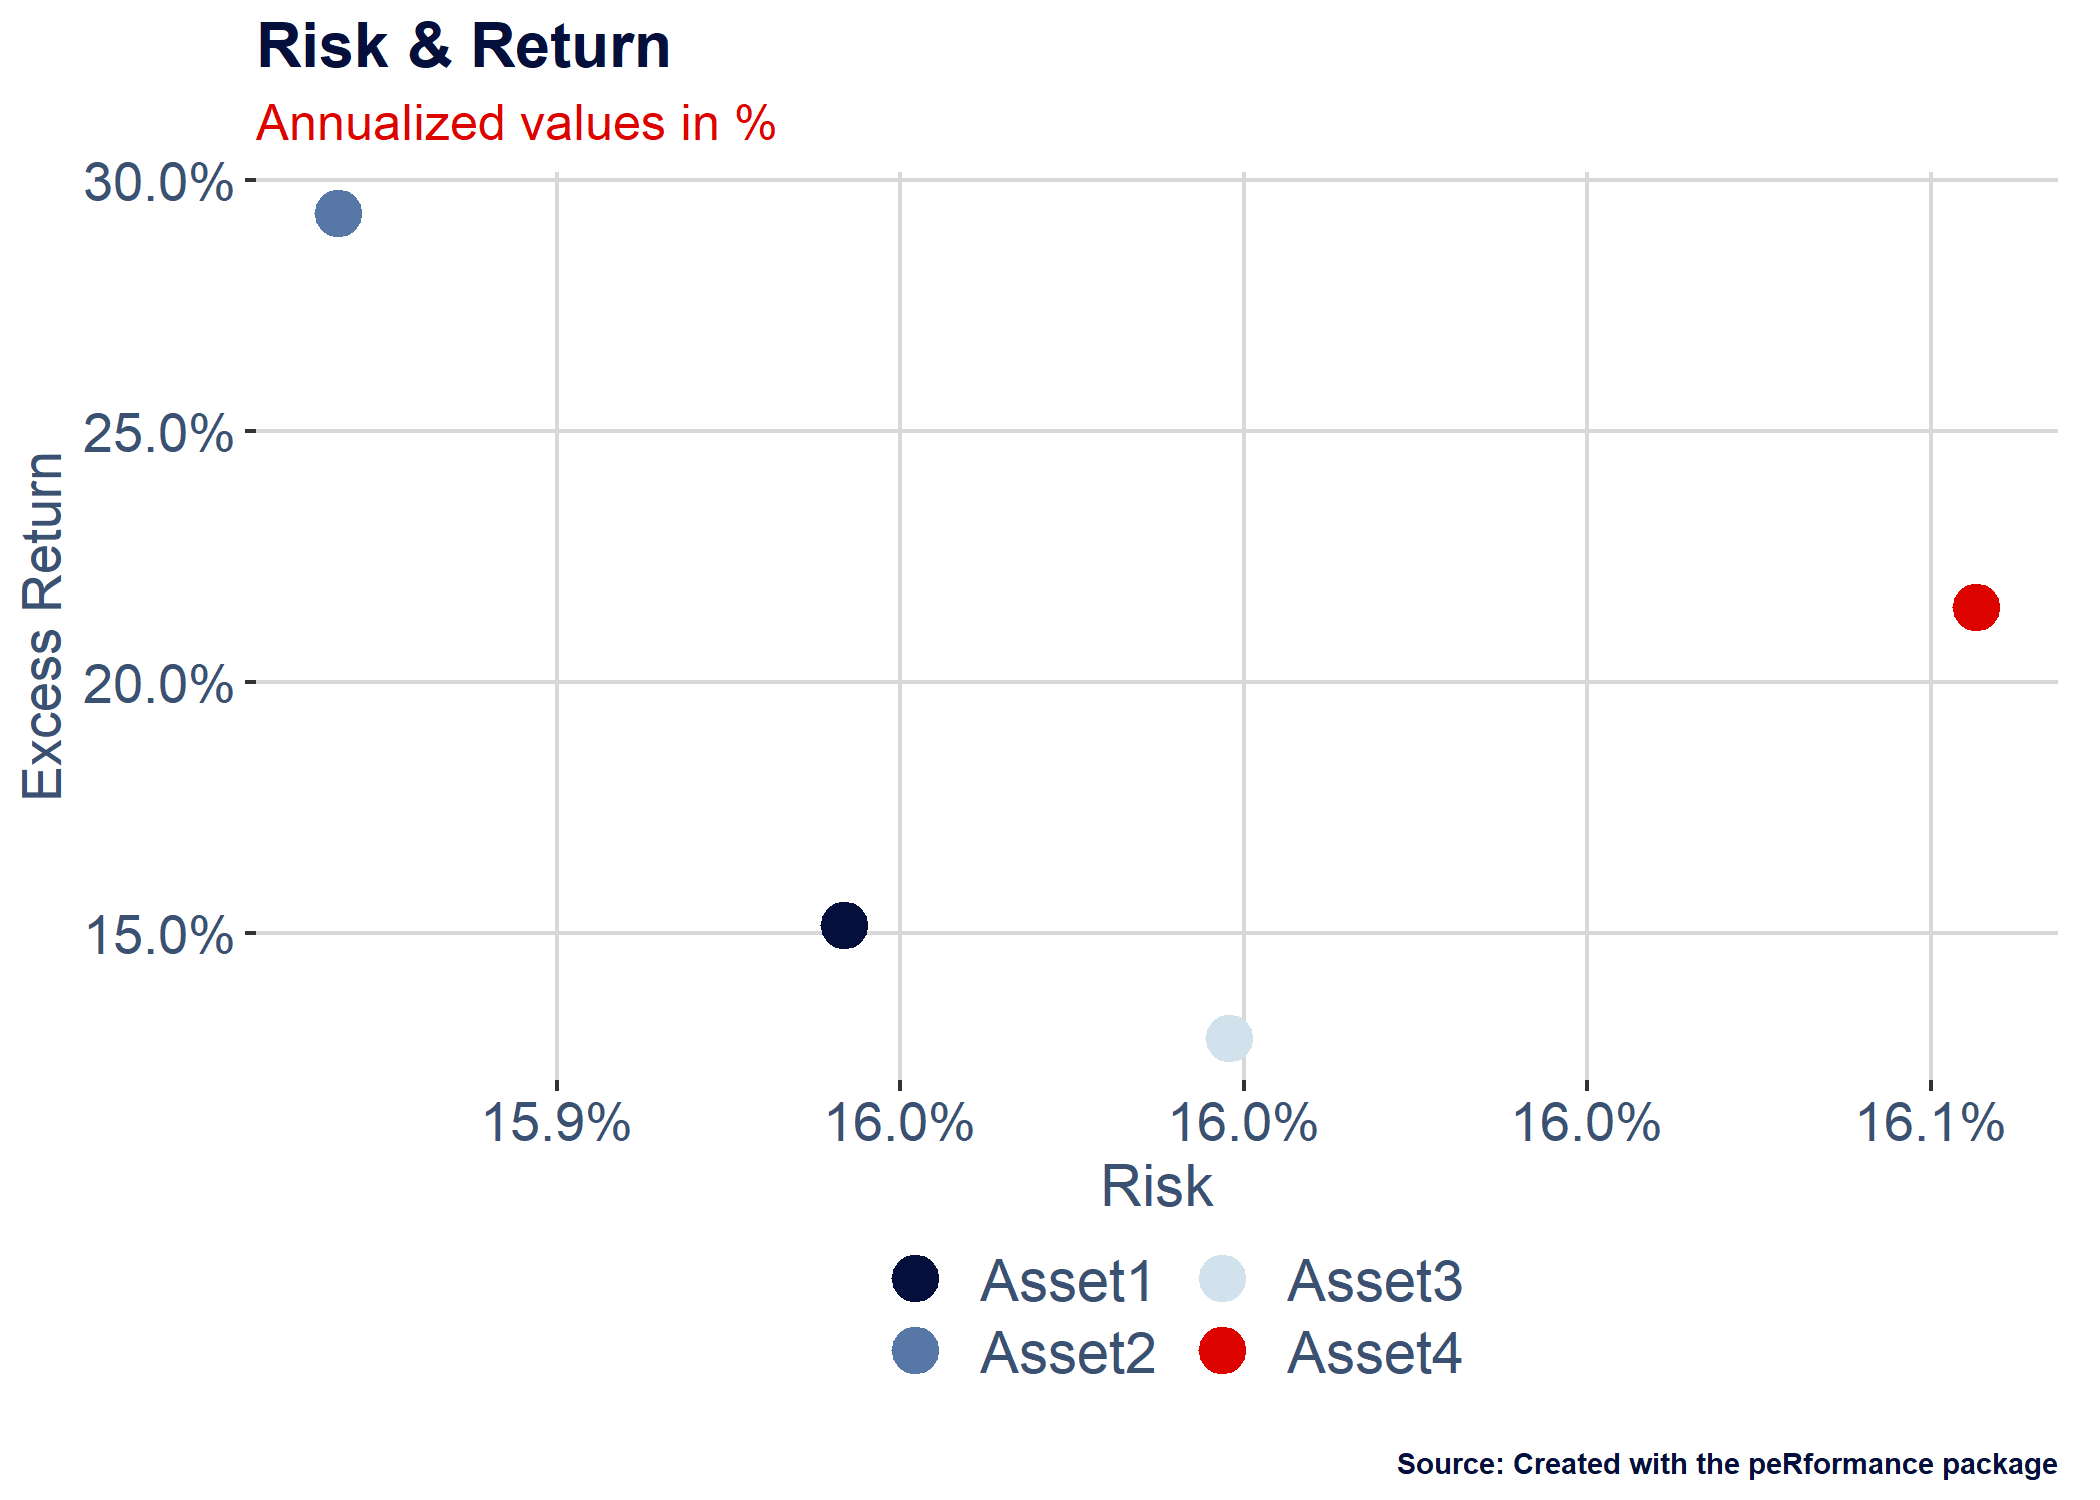 Risk & Return
Annualized values in %
30.0%
25.0%
20.0%
15.0%
Excess Return
15.9% 16.0% 16.0% 16.0% 16.1%
Risk
Asset1 Asset3
Asset2 Asset4
Source: Created with the peRformance package